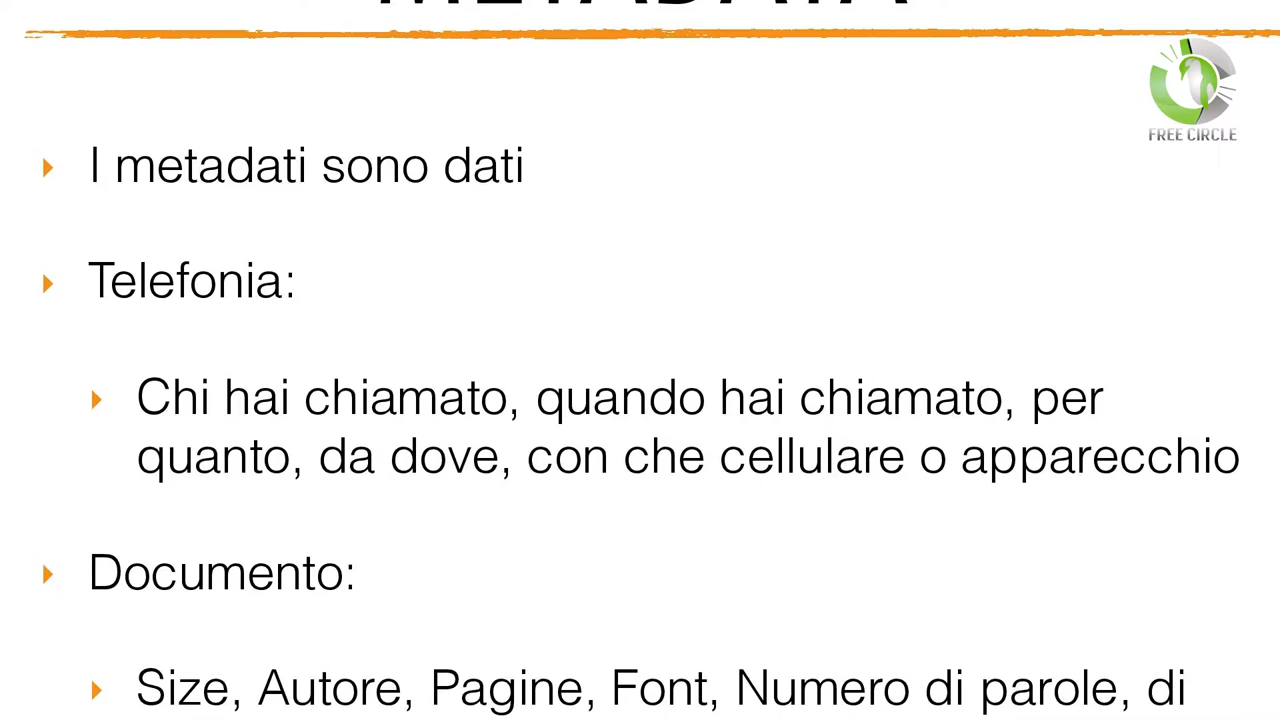 METADATA
FREE CIRCLE
I metadati sono dati
Telefonia:
Chi hai chiamato, quando hai chiamato, per
quanto, da dove, con che cellulare o apparecchio
Documento:
Size, Autore, Pagine, Font, Numero di parole, di